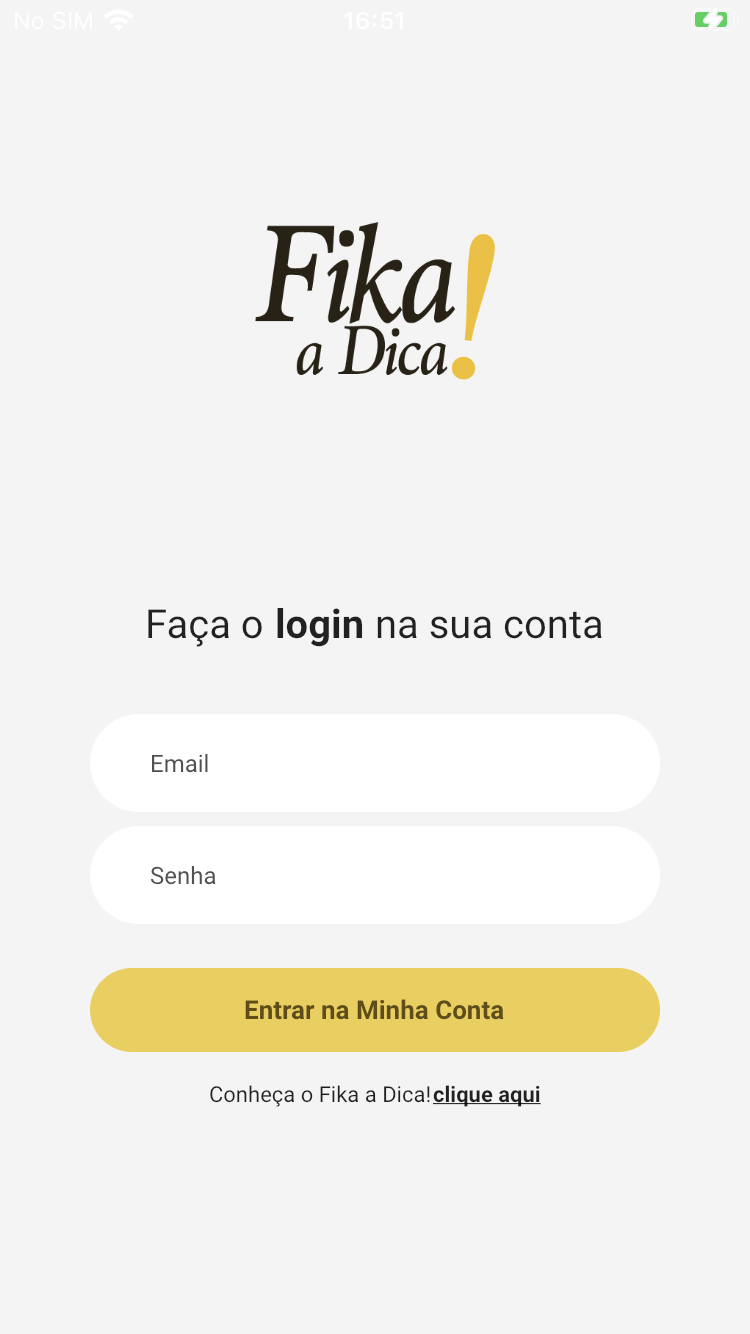 No SIM 16:51
Fika!
a Dica
Faça o login na sua conta
Email
Senha
Entrar na Minha Conta
Conheça o Fika a Dica!clique aqui